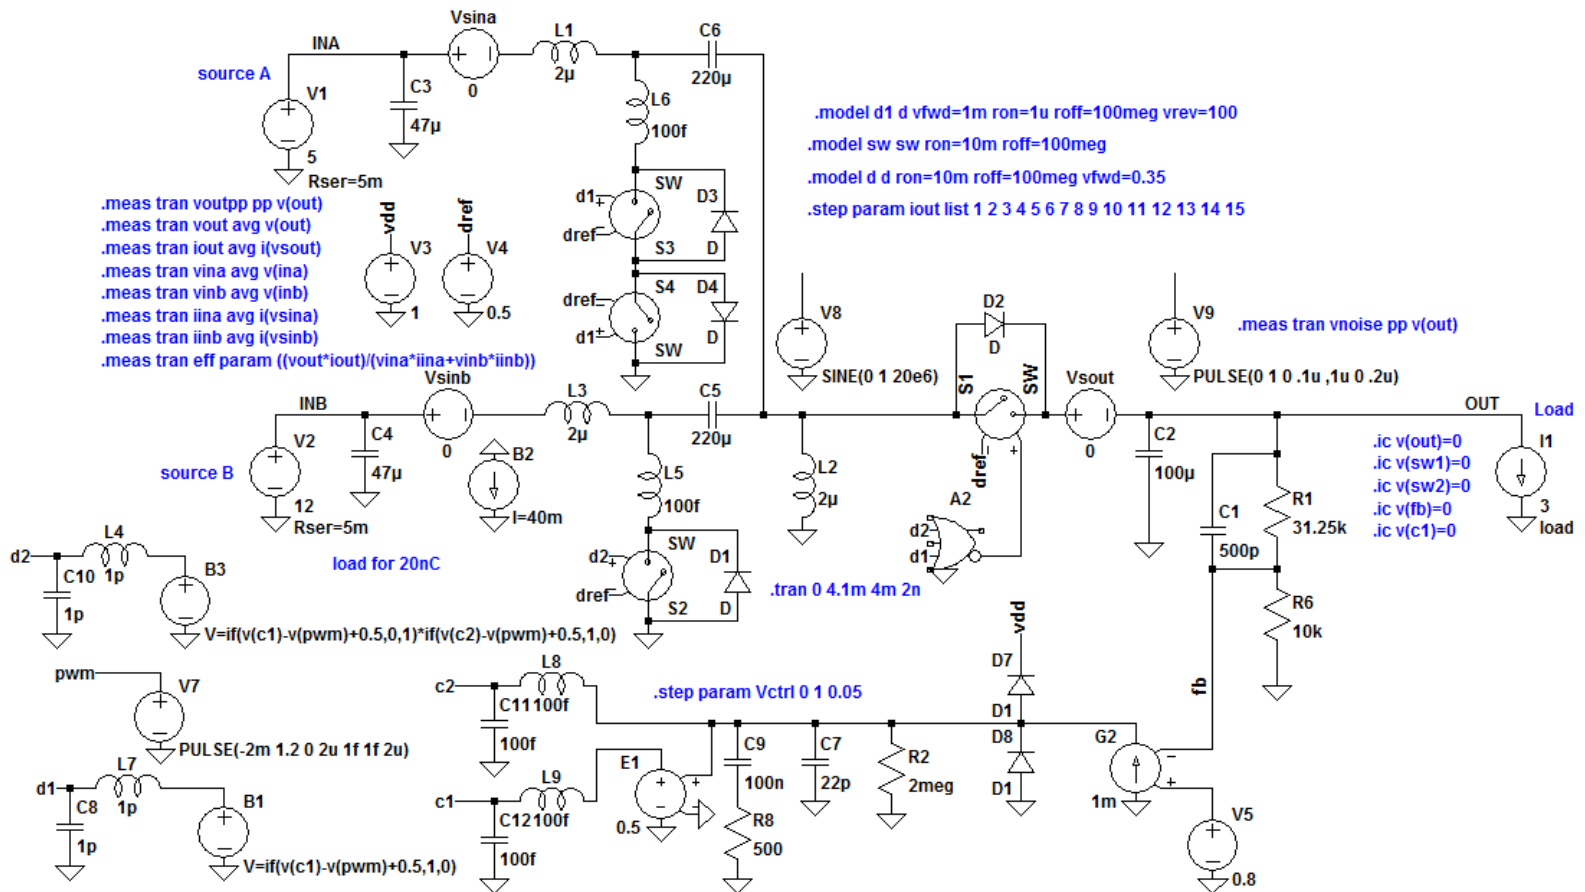 Vsina
INA
L1
C6
source A
0
2µ
220µ
C3
V1
47µ
L6
100f
5
Rser=5m
.model d1 d vfwd=1m ron=1u roff=100meg vrev=100
.model sw sw ron=10m roff=100meg
.model d d ron=10m roff=100meg vfwd=0.35
.step param iout list 1 2 3 4 5 6 7 8 9 10 11 12 13 14 15
.meas tran voutpp pp v(out)
.meas tran vout avg v(out)
.meas tran iout avg i(vsout)
.meas tran vina avg v(ina)
.meas tran vinb avg v(inb)
.meas tran iina avg i(vsina)
.meas tran iinb avg i(vsinb)
.meas tran eff param ((vout*iout)/(vina*iina+vinb*iinb))
vdd
V3
1
dref
V4
0.5
SW
d1
D3
dref
S3
D
S4
D4
dref
d1
D
SW
V8
SINE(0 1 20e6)
D2
D
S1
SW
V9
PULSE(0 1 0 .1u ,1u 0 .2u)
.meas tran vnoise pp v(out)
Vsinb
INB
L3
C5
0
2µ
220µ
V2
C4
47µ
source B
12
Rser=5m
B2
I=40m
load for 20nC
L5
100f
L2
2µ
Vsout
0
dref
A2
d2
d1
C2
100µ
OUT
Load
I1
3
load
.ic v(out)=0
.ic v(sw1)=0
.ic v(sw2)=0
.ic v(fb)=0
.ic v(c1)=0
C1
500p
R1
31.25k
R6
10k
SW
d2
D1
dref
S2
D
.tran 0 4.1m 4m 2n
L4
d2
1p
C10
1p
B3
V=if(v(c1)-v(pwm)+0.5,0,1)*if(v(c2)-v(pwm)+0.5,1,0)
pwm
V7
PULSE(-2m 1.2 0 2u 1f 1f 2u)
L7
d1
1p
C8
1p
B1
V=if(v(c1)-v(pwm)+0.5,1,0)
L8
c2
C11
100f
100f
.step param Vctrl 0 1 0.05
L9
c1
C12
100f
100f
E1
0.5
C9
100n
R8
500
C7
22p
R2
2meg
vdd
D7
D1
D8
D1
G2
1m
fb
V5
0.8